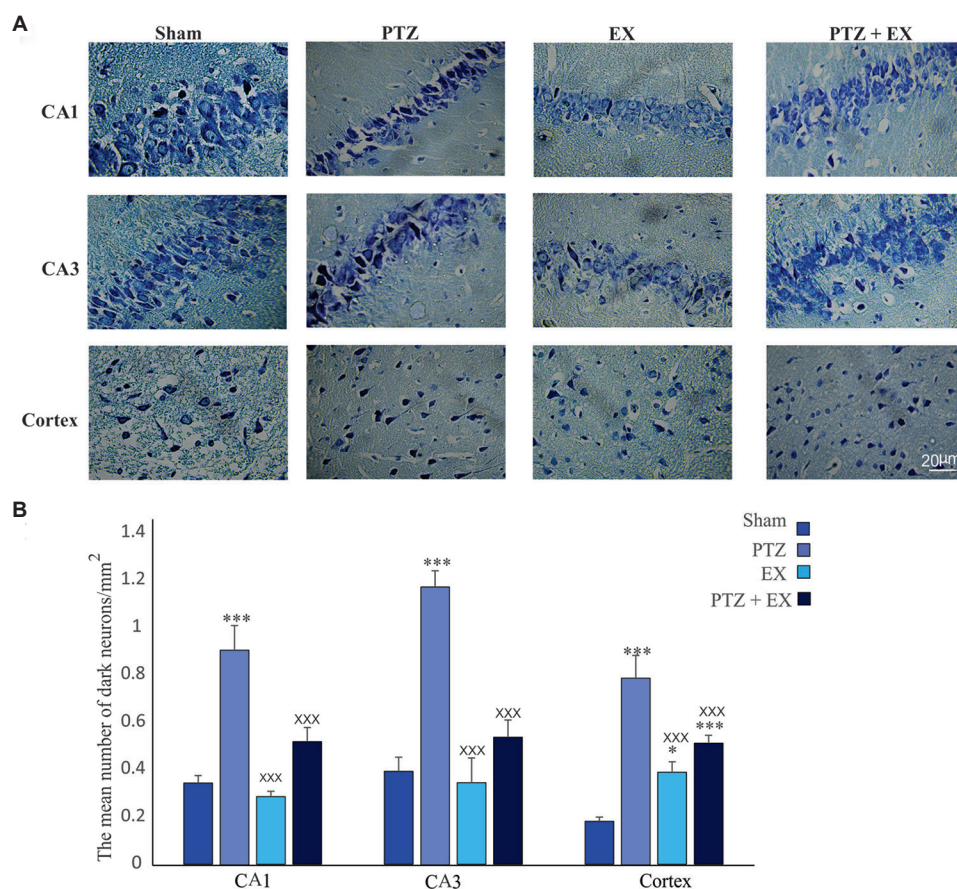 A
Sham PTZ EX PTZ + EX
CA1
CA3
Cortex
20µm
B
The mean number of dark neurons/mm²
1.4
1.2
1
0.8
0.6
0.4
0.2
0
*** xxx xxx
*** xxx xxx
*** xxx * xxx ***
CA1 CA3 Cortex
Sham
PTZ
EX
PTZ + EX